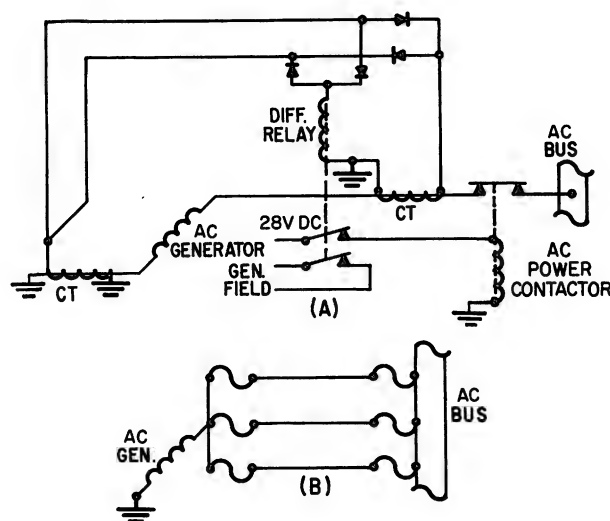 DIFF.
RELAY
AC
BUS
28V DC
CT
AC
GENERATOR
GEN.
FIELD
CT
(A)
AC
POWER
CONTACTOR
AC
GEN.
AC
BUS
(B)